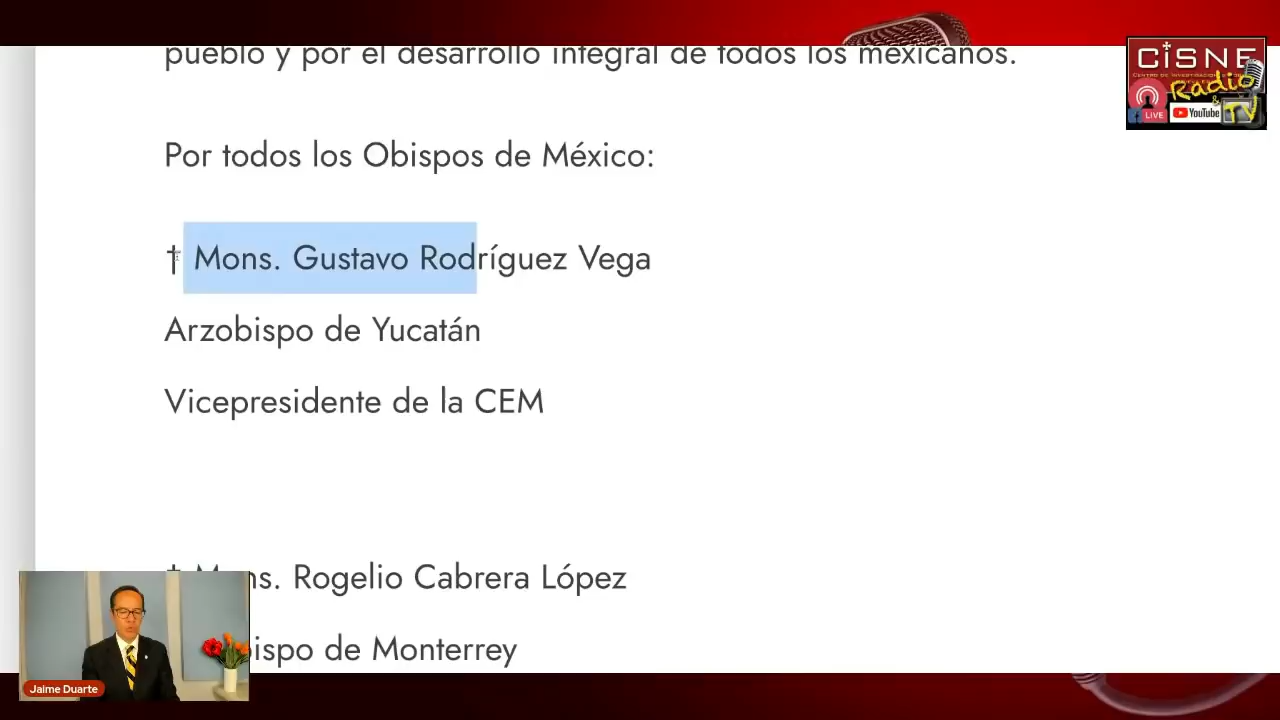 pueblo y por el desarrollo integral de todos los mexicanos.
CISNE
Radio
& TV
LIVE
YouTube
Por todos los Obispos de México:
† Mons. Gustavo Rodríguez Vega
Arzobispo de Yucatán
Vicepresidente de la CEM
† Mons. Rogelio Cabrera López
ispo de Monterrey
Jaime Duarte